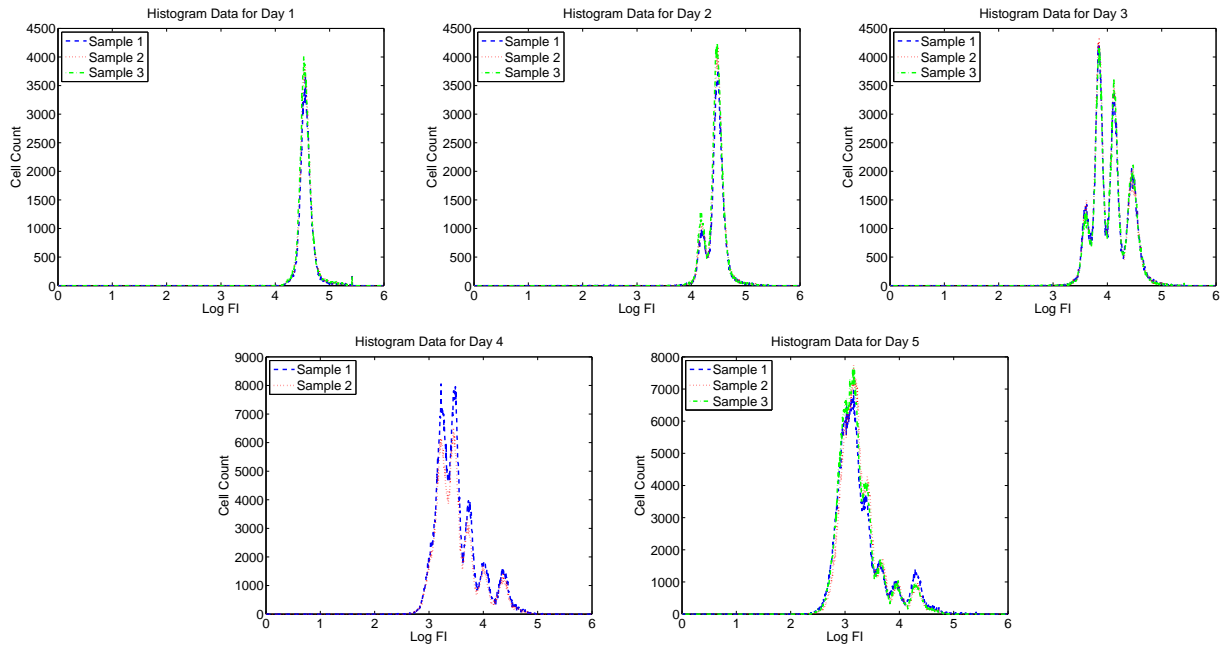 Histogram Data for Day 1
4500
4000
3500
3000
2500
2000
1500
1000
500
0
Cell Count
Sample 1
Sample 2
Sample 3
0 1 2 3 4 5 6
Log FI
Histogram Data for Day 2
4500
4000
3500
3000
2500
2000
1500
1000
500
0
Cell Count
Sample 1
Sample 2
Sample 3
0 1 2 3 4 5 6
Log FI
Histogram Data for Day 3
4500
4000
3500
3000
2500
2000
1500
1000
500
0
Cell Count
Sample 1
Sample 2
Sample 3
0 1 2 3 4 5 6
Log FI
Histogram Data for Day 4
9000
8000
7000
6000
5000
4000
3000
2000
1000
0
Cell Count
Sample 1
Sample 2
0 1 2 3 4 5 6
Log FI
Histogram Data for Day 5
8000
7000
6000
5000
4000
3000
2000
1000
0
Cell Count
Sample 1
Sample 2
Sample 3
0 1 2 3 4 5 6
Log FI